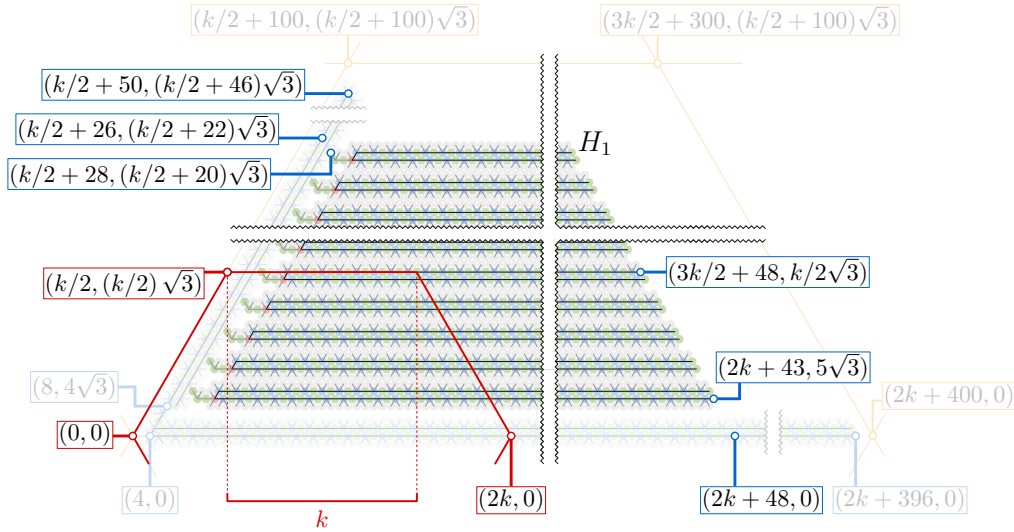 (k/2 + 100, (k/2 + 100)√3)
(3k/2 + 300, (k/2 + 100)√3)
(k/2 + 50, (k/2 + 46)√3)
(k/2 + 26, (k/2 + 22)√3)
H₁
(k/2 + 28, (k/2 + 20)√3)
(k/2, (k/2) √3)
(3k/2 + 48, k/2√3)
(8, 4√3)
(2k + 43, 5√3)
(2k + 400, 0)
(0, 0)
(4, 0)
(2k, 0)
(2k + 48, 0)
(2k + 396, 0)
k